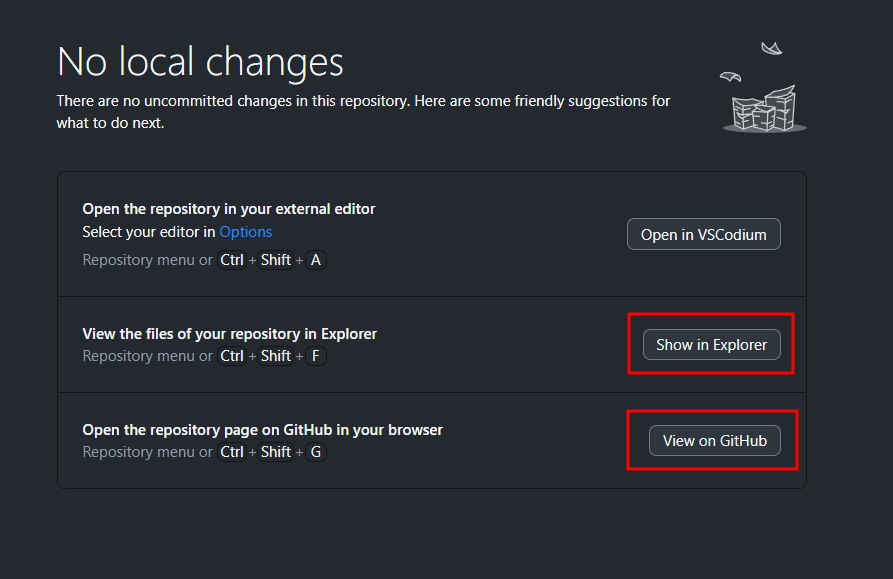 No local changes
There are no uncommitted changes in this repository. Here are some friendly suggestions for
what to do next.
Open the repository in your external editor
Select your editor in Options
Repository menu or Ctrl + Shift + A
Open in VSCodium
View the files of your repository in Explorer
Repository menu or Ctrl + Shift + F
Show in Explorer
Open the repository page on GitHub in your browser
Repository menu or Ctrl + Shift + G
View on GitHub